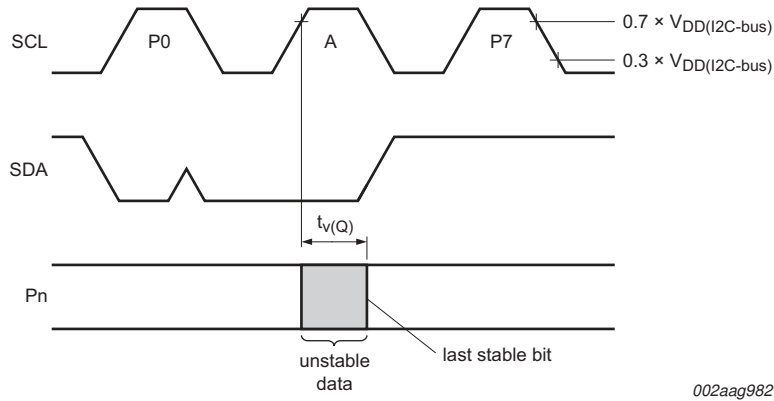 SCL
P0
A
P7
0.7 × VDD(I2C-bus)
0.3 × VDD(I2C-bus)
SDA
tv(Q)
Pn
unstable
data
last stable bit
002aag982